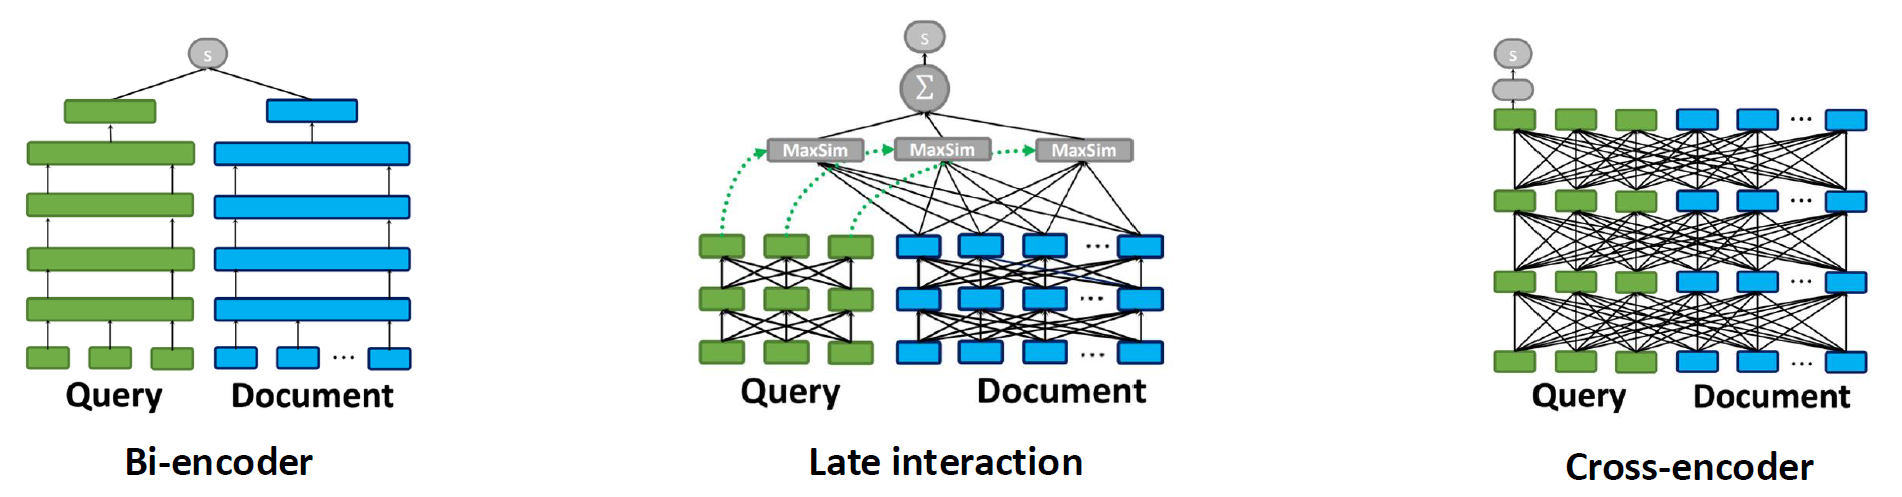 s
...
Query Document
Bi-encoder
s
Σ
MaxSim MaxSim MaxSim
...
...
...
Query Document
Late interaction
s
...
...
...
...
Query Document
Cross-encoder